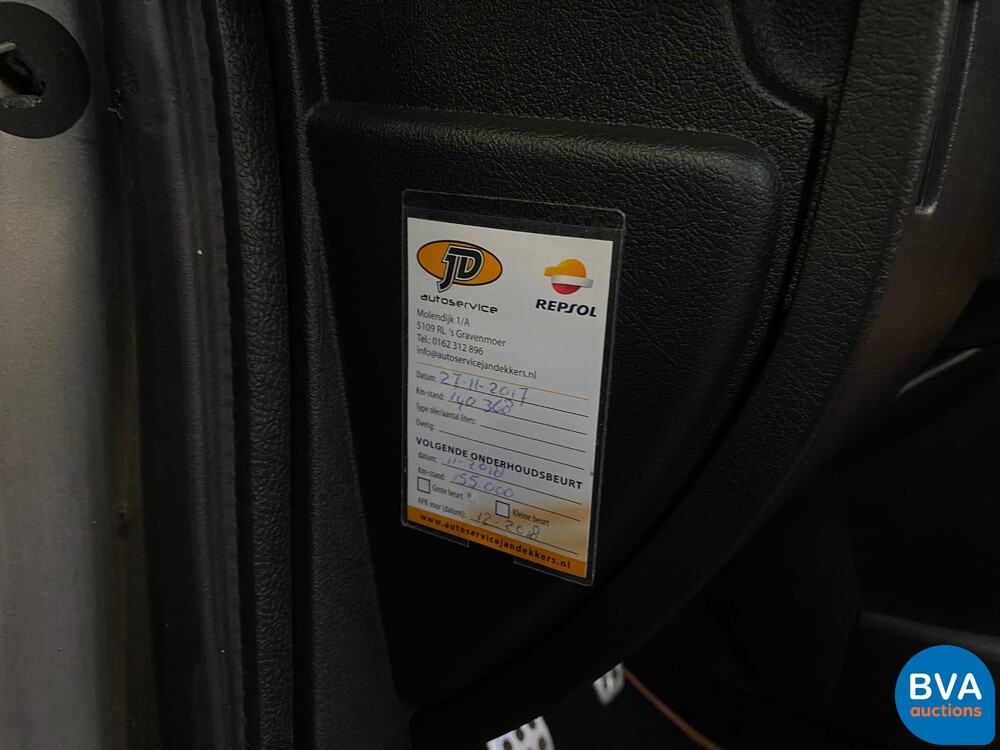 JD
autoservice
REPSOL
Molendijk 1/A
5109 RL 's Gravenmoer
Tel.: 0162 312 896
info@autoservicejandekkers.nl
Datum: 27-11-2017
Km-stand: 140.368
Type olie/aantal liters:
Overig:
VOLGENDE ONDERHOUDSBEURT
datum: 11-2018
Km-stand: 155.000
Grote beurt
Kleine beurt
APK voor (datum): 12-2018
www.autoservicejandekkers.nl
BVA
auctions